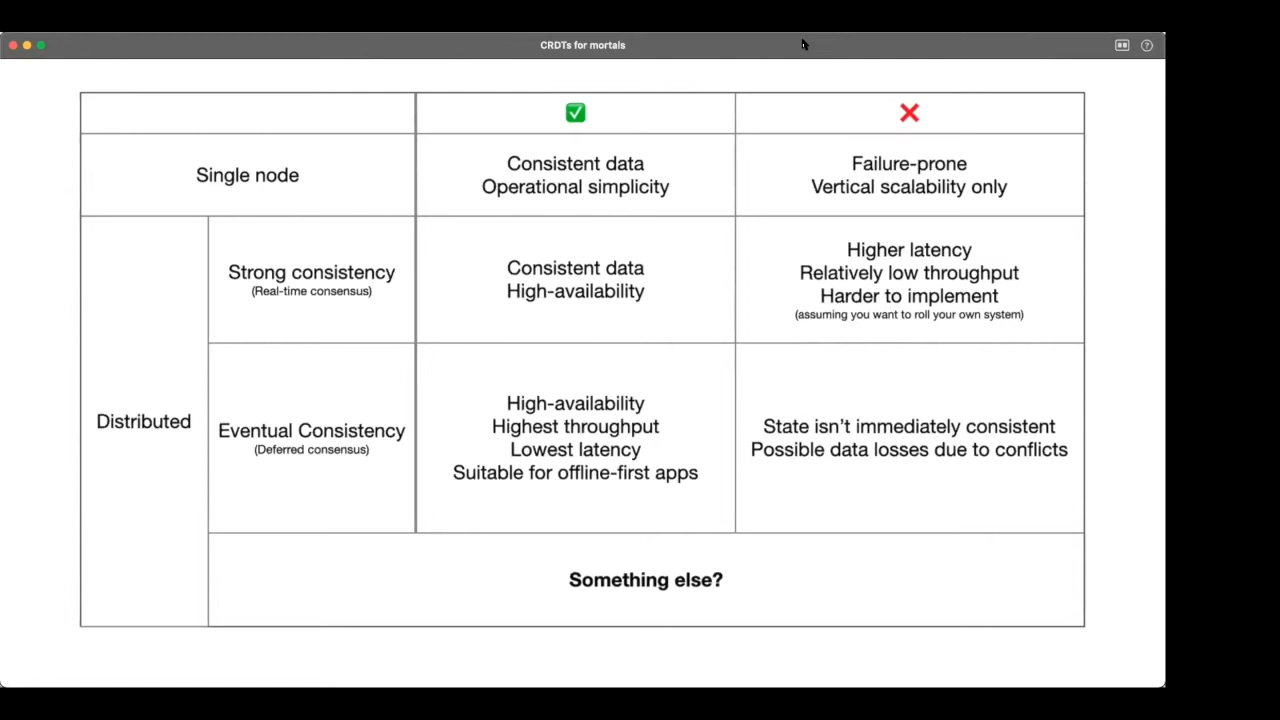 CRDTs for mortals
✅
❌
Single node
Consistent data
Operational simplicity
Failure-prone
Vertical scalability only
Distributed
Strong consistency
(Real-time consensus)
Consistent data
High-availability
Higher latency
Relatively low throughput
Harder to implement
(assuming you want to roll your own system)
Eventual Consistency
(Deferred consensus)
High-availability
Highest throughput
Lowest latency
Suitable for offline-first apps
State isn’t immediately consistent
Possible data losses due to conflicts
Something else?